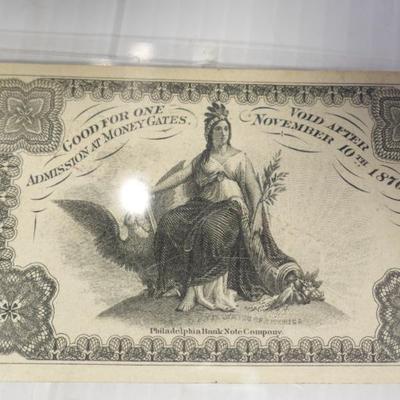 GOOD FOR ONE
ADMISSION AT MONEY GATES.
VOID AFTER
NOVEMBER 10TH 1876
Philadelphia Bank Note Company.